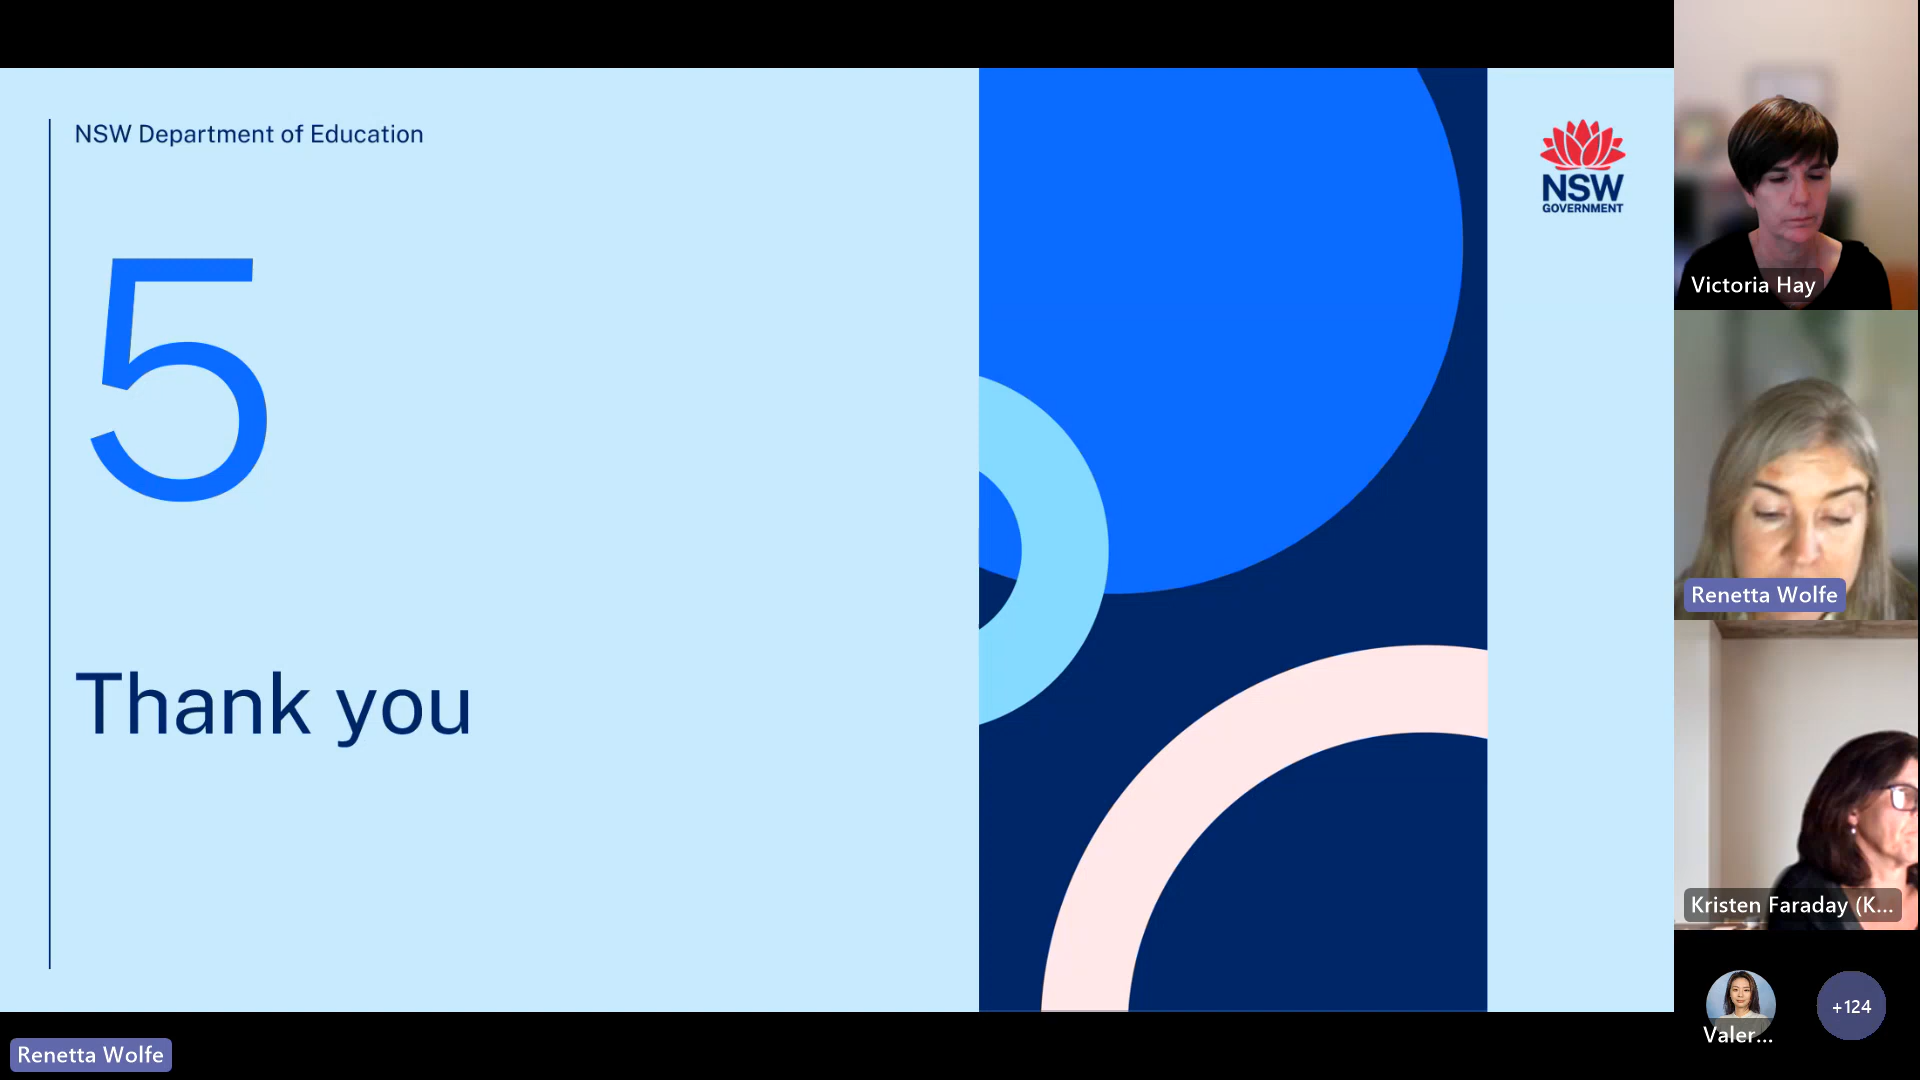 NSW Department of Education
5
Thank you
NSW
GOVERNMENT
Victoria Hay
Renetta Wolfe
Kristen Faraday (K...
Valer...
+124
Renetta Wolfe